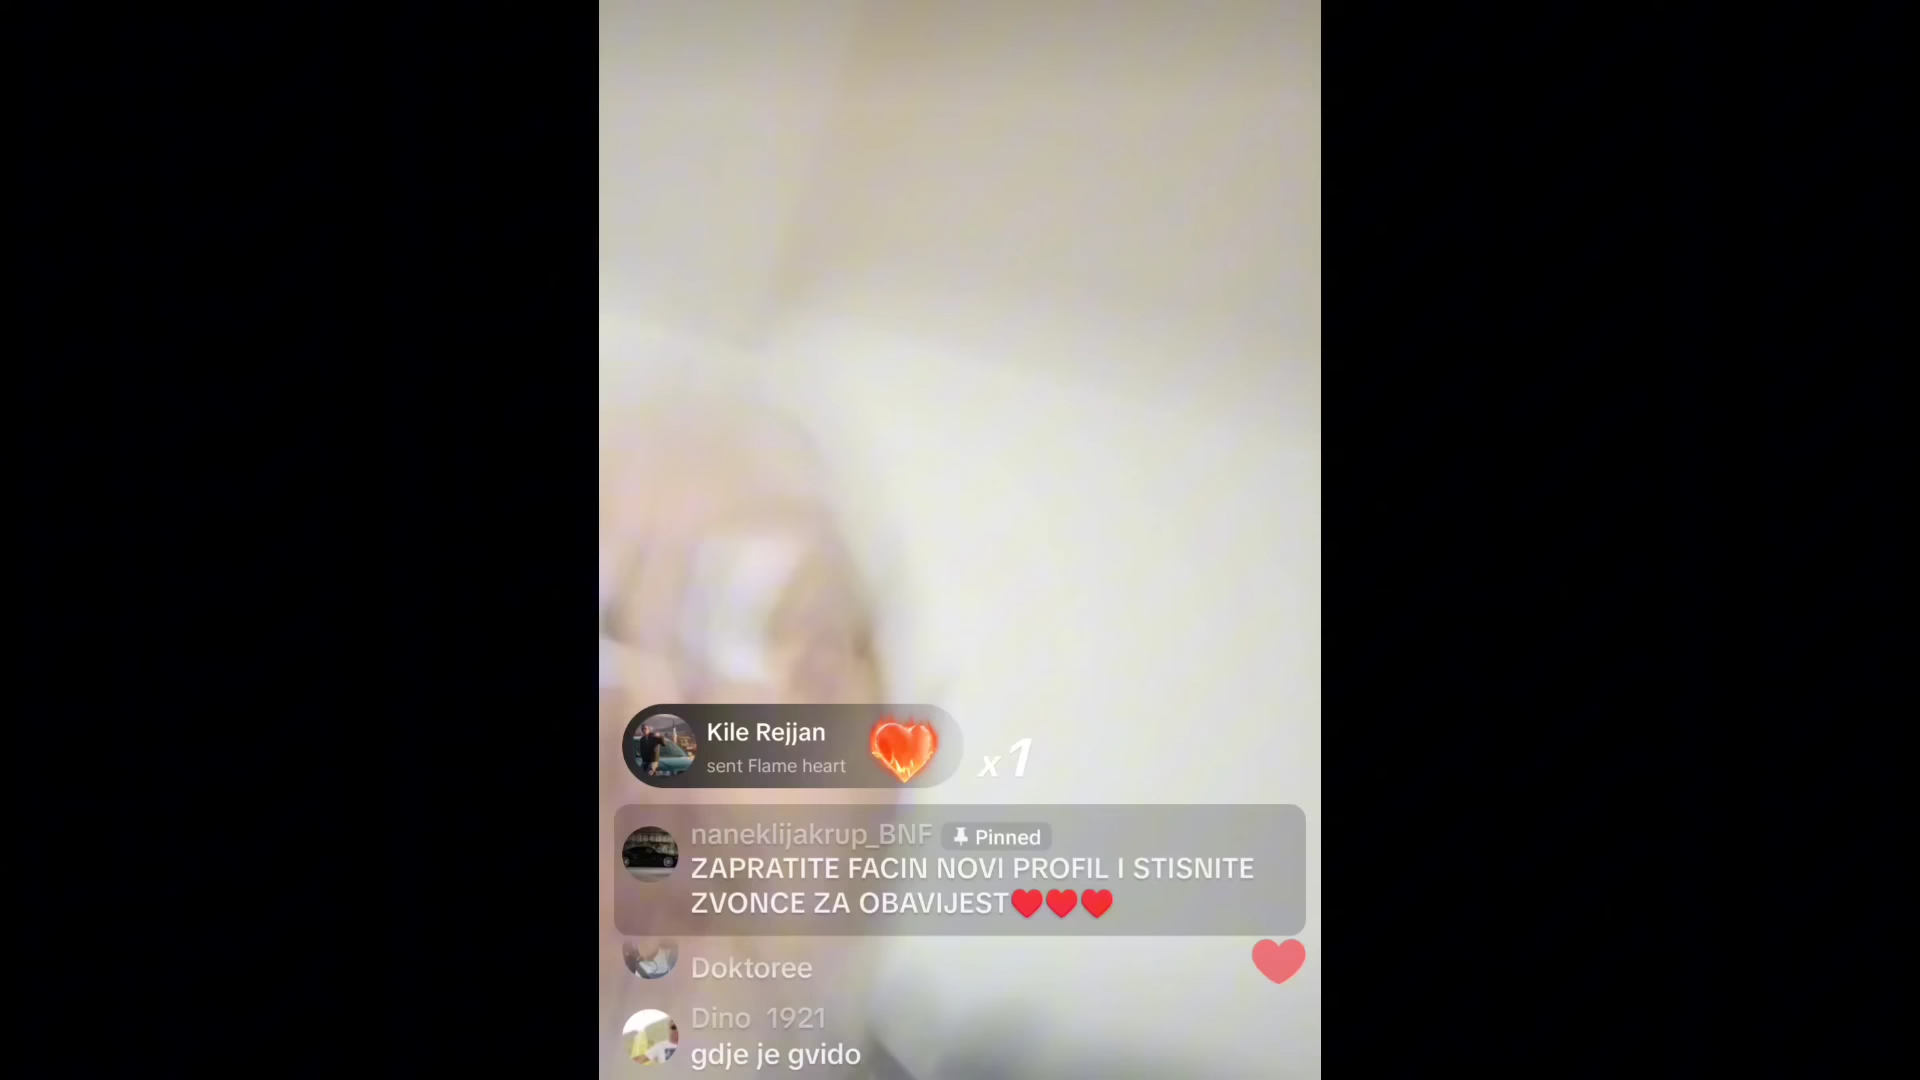 Kile Rejjan
sent Flame heart
x1
naneklijakrup_BNF Pinned
ZAPRATITE FACIN NOVI PROFIL I STISNITE
ZVONCE ZA OBAVIJEST❤️❤️❤️
Doktoree
Dino 1921
gdje je gvido